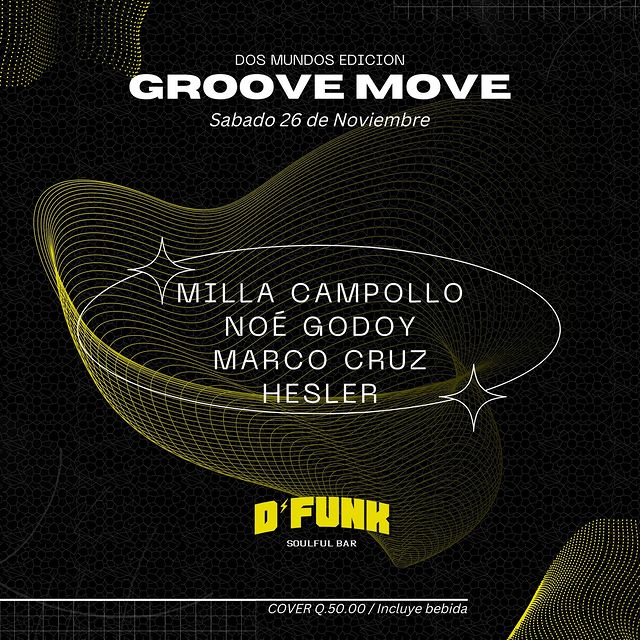 DOS MUNDOS EDICION
GROOVE MOVE
Sabado 26 de Noviembre
MILLA CAMPOLLO
NOÉ GODOY
MARCO CRUZ
HESLER
D'FUNK
SOULFUL BAR
COVER Q.50.00 / Incluye bebida